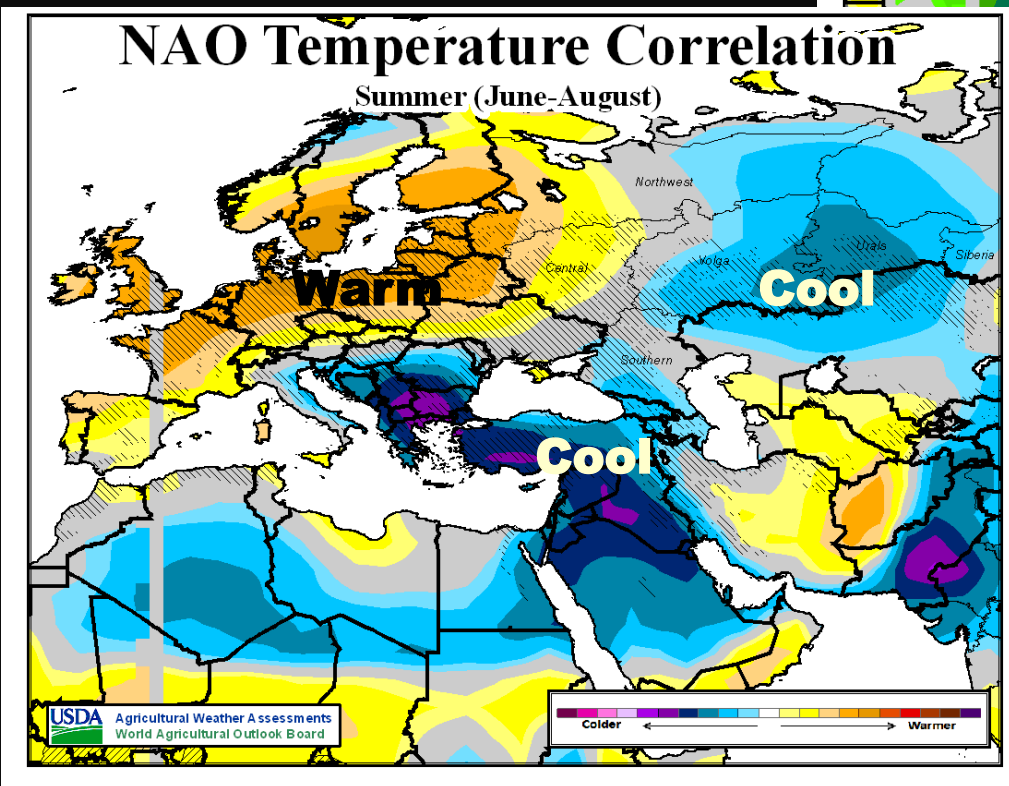 NAO Temperature Correlation
Summer (June-August)
Northwest
Urals
Siberia
Volga
Central
Warm
Cool
Southern
Cool
USDA
Agricultural Weather Assessments
World Agricultural Outlook Board
Colder
Warmer